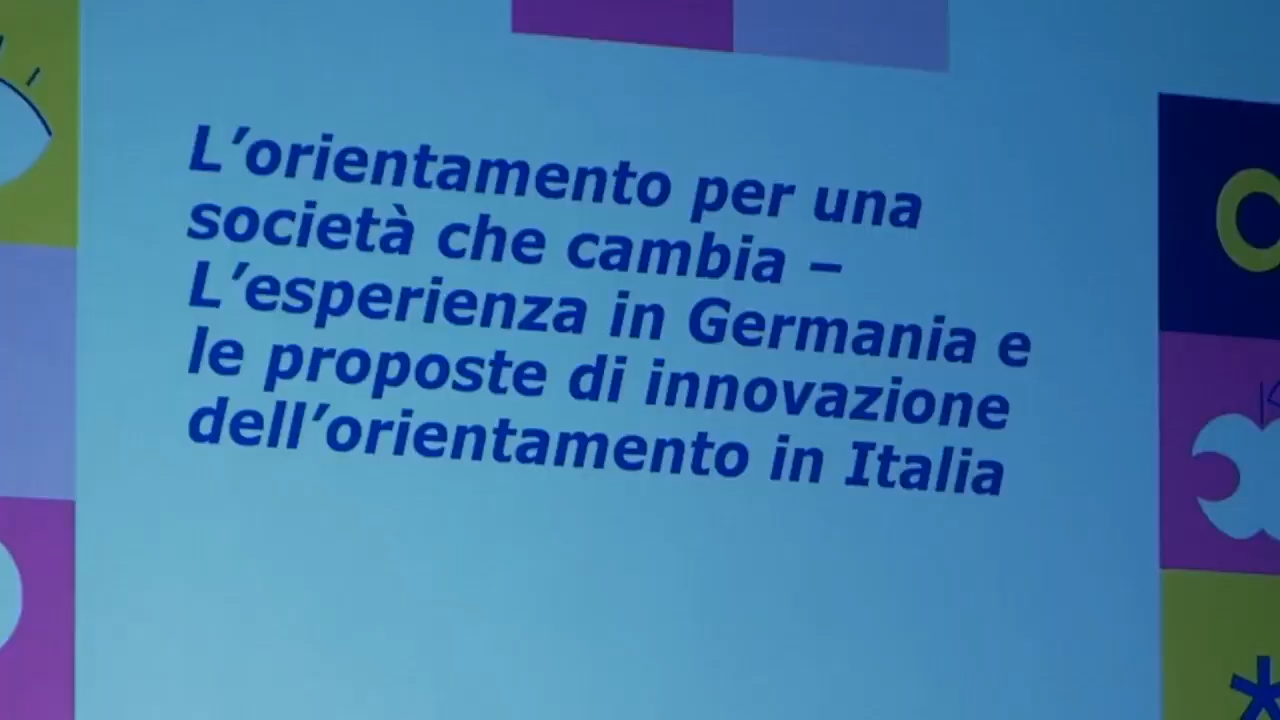 L'orientamento per una
società che cambia –
L'esperienza in Germania e
le proposte di innovazione
dell'orientamento in Italia